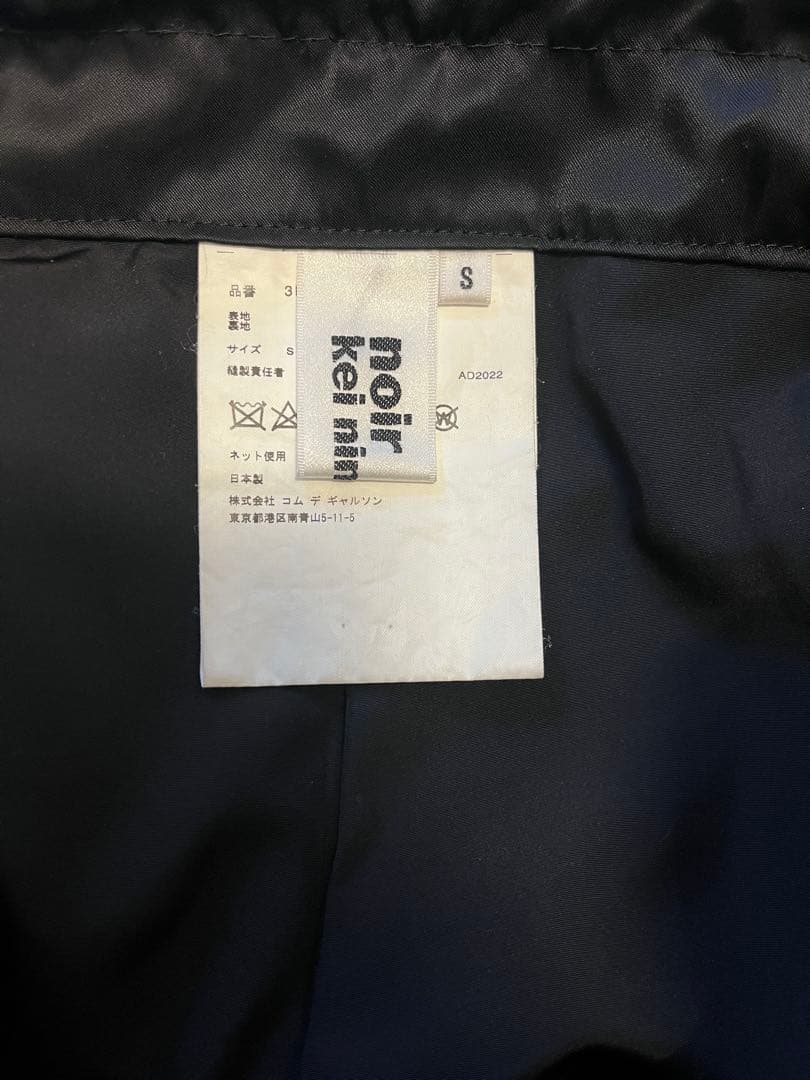 品番 3
表地
裏地
サイズ S
縫製責任者
AD2022
ネット使用
日本製
株式会社 コム デ ギャルソン
東京都港区南青山5-11-5
noir
kei nin
S